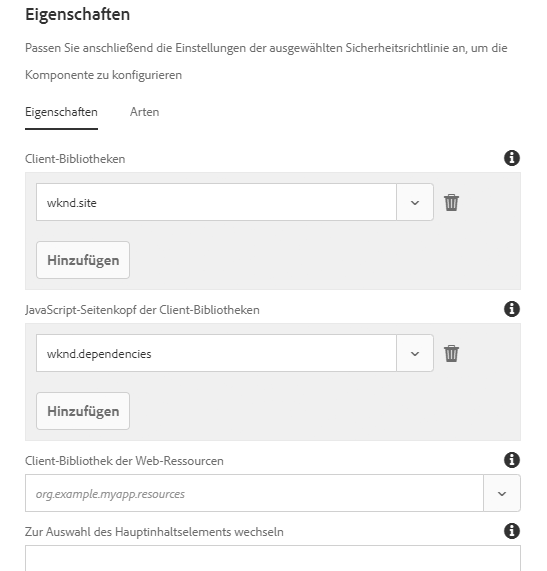 Eigenschaften
Passen Sie anschließend die Einstellungen der ausgewählten Sicherheitsrichtlinie an, um die
Komponente zu konfigurieren
Eigenschaften Arten
Client-Bibliotheken
wknd.site
Hinzufügen
JavaScript-Seitenkopf der Client-Bibliotheken
wknd.dependencies
Hinzufügen
Client-Bibliothek der Web-Ressourcen
org.example.myapp.resources
Zur Auswahl des Hauptinhaltselements wechseln